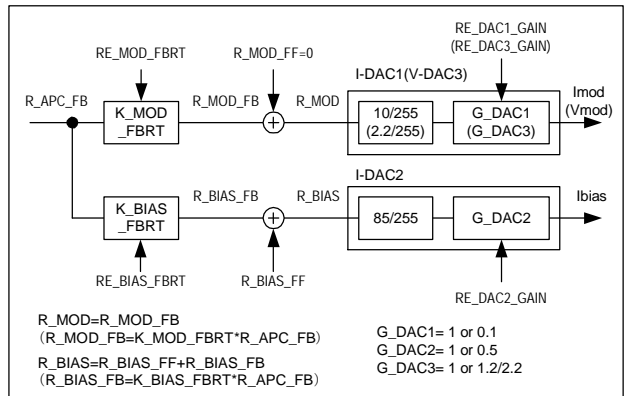 RE_DAC1_GAIN
(RE_DAC3_GAIN)
RE_MOD_FBRT
R_MOD_FF=0
I-DAC1(V-DAC3)
Imod
(Vmod)
R_APC_FB
K_MOD
_FBRT
R_MOD_FB
R_MOD
10/255
(2.2/255)
G_DAC1
(G_DAC3)
I-DAC2
K_BIAS
_FBRT
R_BIAS_FB
R_BIAS
85/255
G_DAC2
Ibias
RE_BIAS_FBRT
R_BIAS_FF
RE_DAC2_GAIN
R_MOD=R_MOD_FB
(R_MOD_FB=K_MOD_FBRT*R_APC_FB)
R_BIAS=R_BIAS_FF+R_BIAS_FB
(R_BIAS_FB=K_BIAS_FBRT*R_APC_FB)
G_DAC1= 1 or 0.1
G_DAC2= 1 or 0.5
G_DAC3= 1 or 1.2/2.2